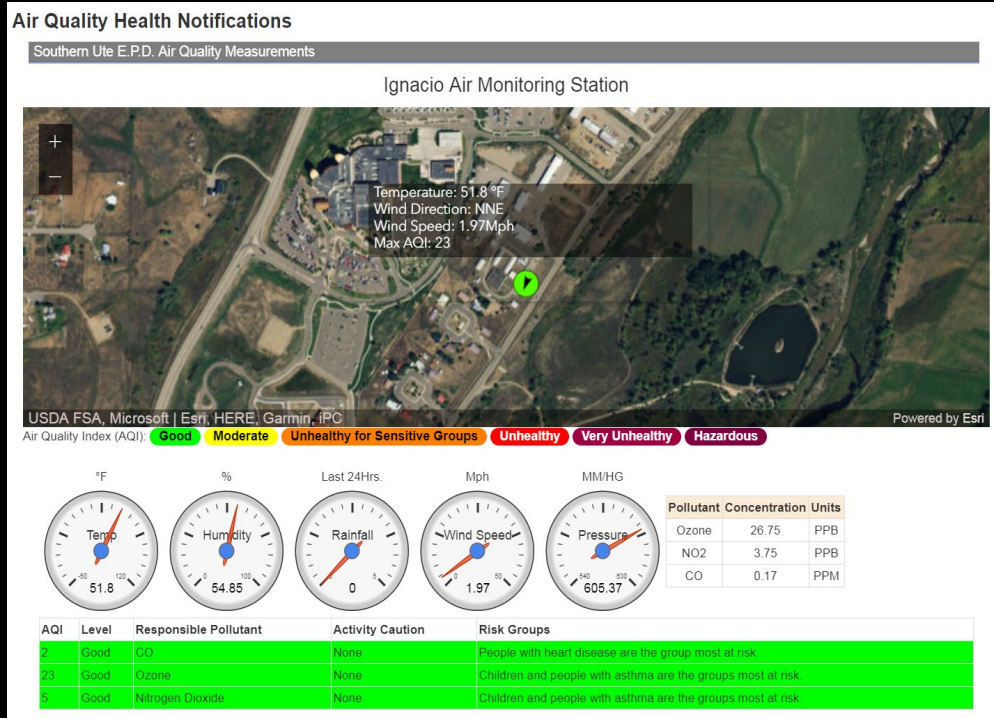 Air Quality Health Notifications
Southern Ute E.P.D. Air Quality Measurements
Ignacio Air Monitoring Station
+
−
Temperature: 51.8 °F
Wind Direction: NNE
Wind Speed: 1.97Mph
Max AQI: 23
USDA FSA, Microsoft | Esri, HERE, Garmin, iPC
Powered by Esri
Air Quality Index (AQI): Good Moderate Unhealthy for Sensitive Groups Unhealthy Very Unhealthy Hazardous
°F % Last 24Hrs. Mph MM/HG
Temp Humdity Rainfall Wind Speed Pressure
-50 120 0 100 0 5 0 50 540 630
51.8 54.85 0 1.97 605.37
Pollutant Concentration Units
Ozone 26.75 PPB
NO2 3.75 PPB
CO 0.17 PPM
AQI Level Responsible Pollutant Activity Caution Risk Groups
2 Good CO None People with heart disease are the group most at risk.
23 Good Ozone None Children and people with asthma are the groups most at risk.
5 Good Nitrogen Dioxide None Children and people with asthma are the groups most at risk.